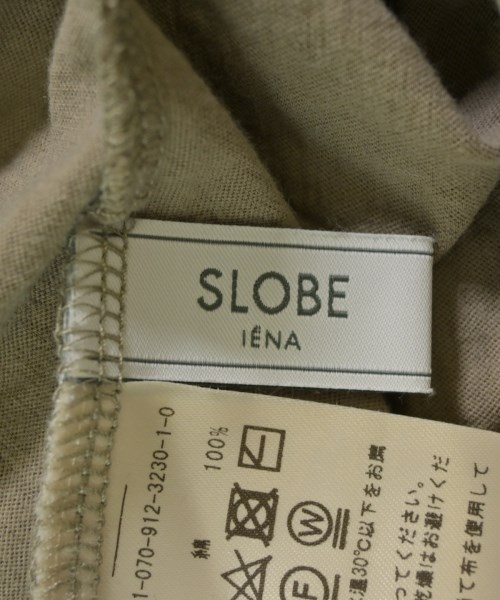 SLOBE
IÉNA
1-070-912-3230-1-0
綿
100%
W
F
温30℃以下をお
ってください。
乾燥はお避けくだ
て布を使用して